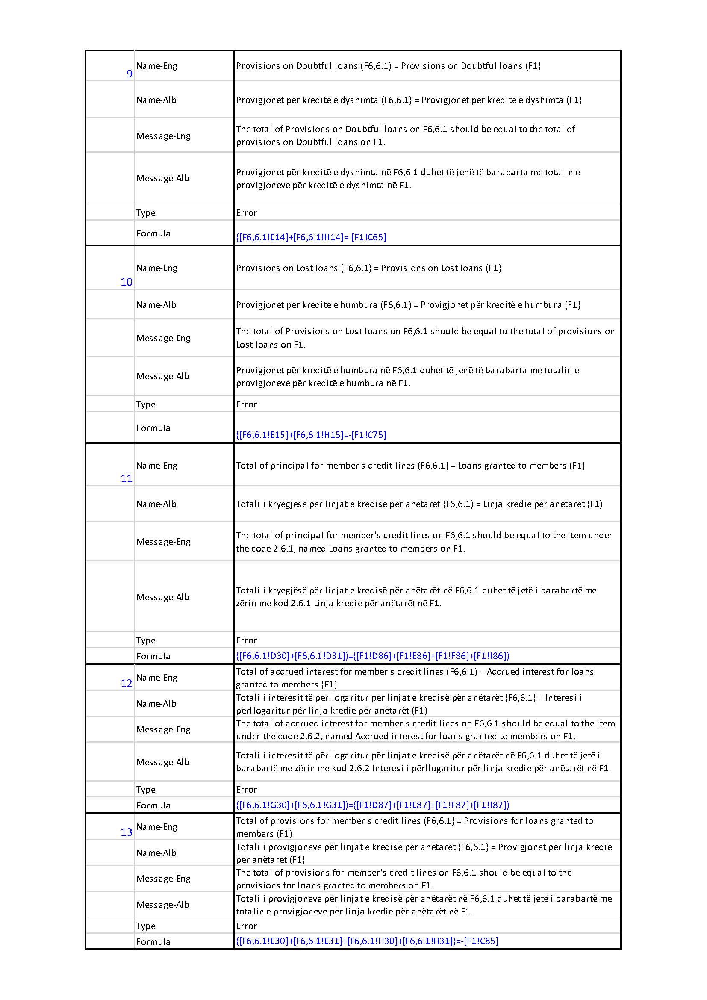 9 Name-Eng Provisions on Doubtful loans (F6,6.1) = Provisions on Doubtful loans (F1)
Name-Alb Provigjonet për kreditë e dyshimta (F6,6.1) = Provigjonet për kreditë e dyshimta (F1)
Message-Eng The total of Provisions on Doubtful loans on F6,6.1 should be equal to the total of
provisions on Doubtful loans on F1.
Message-Alb Provigjonet për kreditë e dyshimta në F6,6.1 duhet të jenë të barabarta me totalin e
provigjoneve për kreditë e dyshimta në F1.
Type Error
Formula ([F6,6.1!E14]+[F6,6.1!H14]=-[F1!C65]
10 Name-Eng Provisions on Lost loans (F6,6.1) = Provisions on Lost loans (F1)
Name-Alb Provigjonet për kreditë e humbura (F6,6.1) = Provigjonet për kreditë e humbura (F1)
Message-Eng The total of Provisions on Lost loans on F6,6.1 should be equal to the total of provisions on
Lost loans on F1.
Message-Alb Provigjonet për kreditë e humbura në F6,6.1 duhet të jenë të barabarta me totalin e
provigjoneve për kreditë e humbura në F1.
Type Error
Formula ([F6,6.1!E15]+[F6,6.1!H15]=-[F1!C75]
11 Name-Eng Total of principal for member's credit lines (F6,6.1) = Loans granted to members (F1)
Name-Alb Totali i kryegjësë për linjat e kredisë për anëtarët (F6,6.1) = Linja kredie për anëtarët (F1)
Message-Eng The total of principal for member's credit lines on F6,6.1 should be equal to the item under
the code 2.6.1, named Loans granted to members on F1.
Message-Alb Totali i kryegjësë për linjat e kredisë për anëtarët në F6,6.1 duhet të jetë i barabartë me
zërin me kod 2.6.1 Linja kredie për anëtarët në F1.
Type Error
Formula ([F6,6.1!D30]+[F6,6.1!D31])=([F1!D86]+[F1!E86]+[F1!F86]+[F1!I86])
12 Name-Eng Total of accrued interest for member's credit lines (F6,6.1) = Accrued interest for loans
granted to members (F1)
Name-Alb Totali i interesit të përllogaritur për linjat e kredisë për anëtarët (F6,6.1) = Interesi i
përllogaritur për linja kredie për anëtarët (F1)
Message-Eng The total of accrued interest for member's credit lines on F6,6.1 should be equal to the item
under the code 2.6.2, named Accrued interest for loans granted to members on F1.
Message-Alb Totali i interesit të përllogaritur për linjat e kredisë për anëtarët në F6,6.1 duhet të jetë i
barabartë me zërin me kod 2.6.2 Interesi i përllogaritur për linja kredie për anëtarët në F1.
Type Error
Formula ([F6,6.1!G30]+[F6,6.1!G31])=([F1!D87]+[F1!E87]+[F1!F87]+[F1!I87])
13 Name-Eng Total of provisions for member's credit lines (F6,6.1) = Provisions for loans granted to
members (F1)
Name-Alb Totali i provigjoneve për linjat e kredisë për anëtarët (F6,6.1) = Provigjonet për linja kredie
për anëtarët (F1)
Message-Eng The total of provisions for member's credit lines on F6,6.1 should be equal to the
provisions for loans granted to members on F1.
Message-Alb Totali i provigjoneve për linjat e kredisë për anëtarët në F6,6.1 duhet të jetë i barabartë me
totalin e provigjoneve për linja kredie për anëtarët në F1.
Type Error
Formula ([F6,6.1!E30]+[F6,6.1!E31]+[F6,6.1!H30]+[F6,6.1!H31])=-[F1!C85]